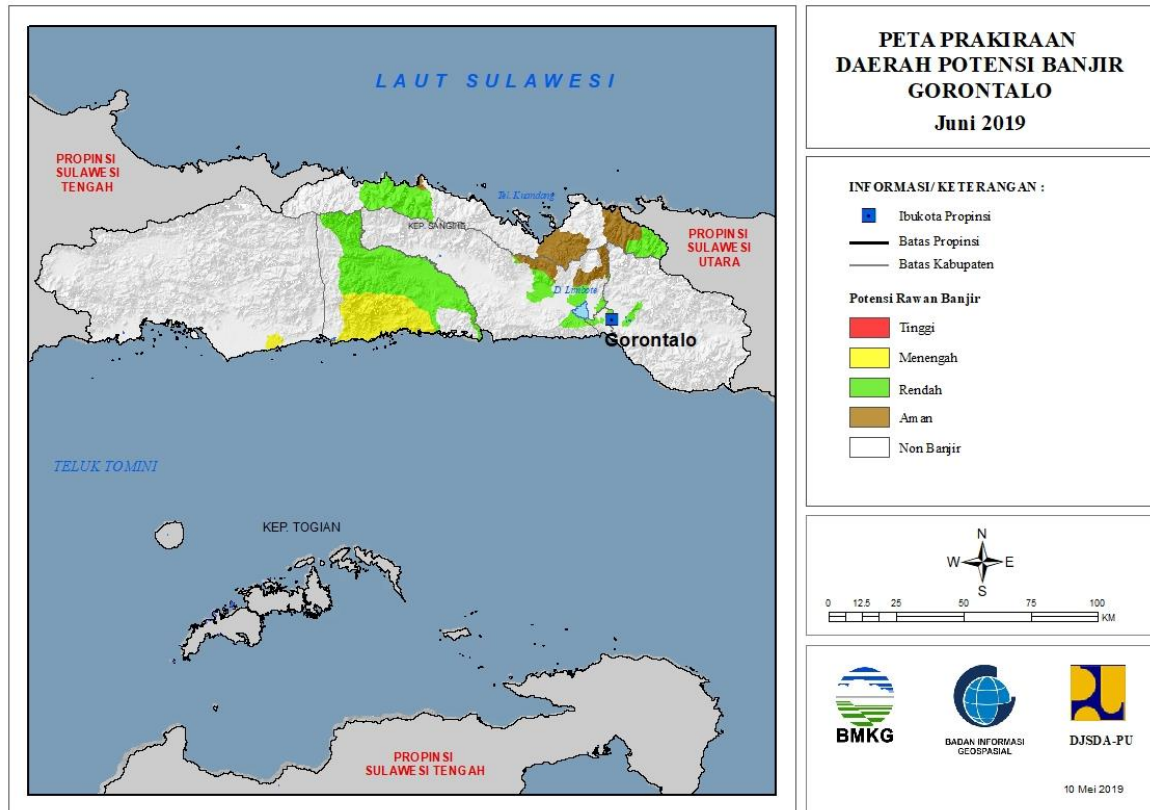 LAUT SULAWESI
PROPINSI
SULAWESI
TENGAH
Tel. Kuandang
KEP. SANGIHE
PROPINSI
SULAWESI
UTARA
D. Limboto
Gorontalo
TELUK TOMINI
KEP. TOGIAN
PROPINSI
SULAWESI TENGAH
PETA PRAKIRAAN
DAERAH POTENSI BANJIR
GORONTALO
Juni 2019
INFORMASI/ KETERANGAN :
Ibukota Propinsi
Batas Propinsi
Batas Kabupaten
Potensi Rawan Banjir
Tinggi
Menengah
Rendah
Aman
Non Banjir
N
W E
S
0 12.5 25 50 75 100
KM
BMKG
BADAN INFORMASI
GEOSPASIAL
DJSDA-PU
10 Mei 2019